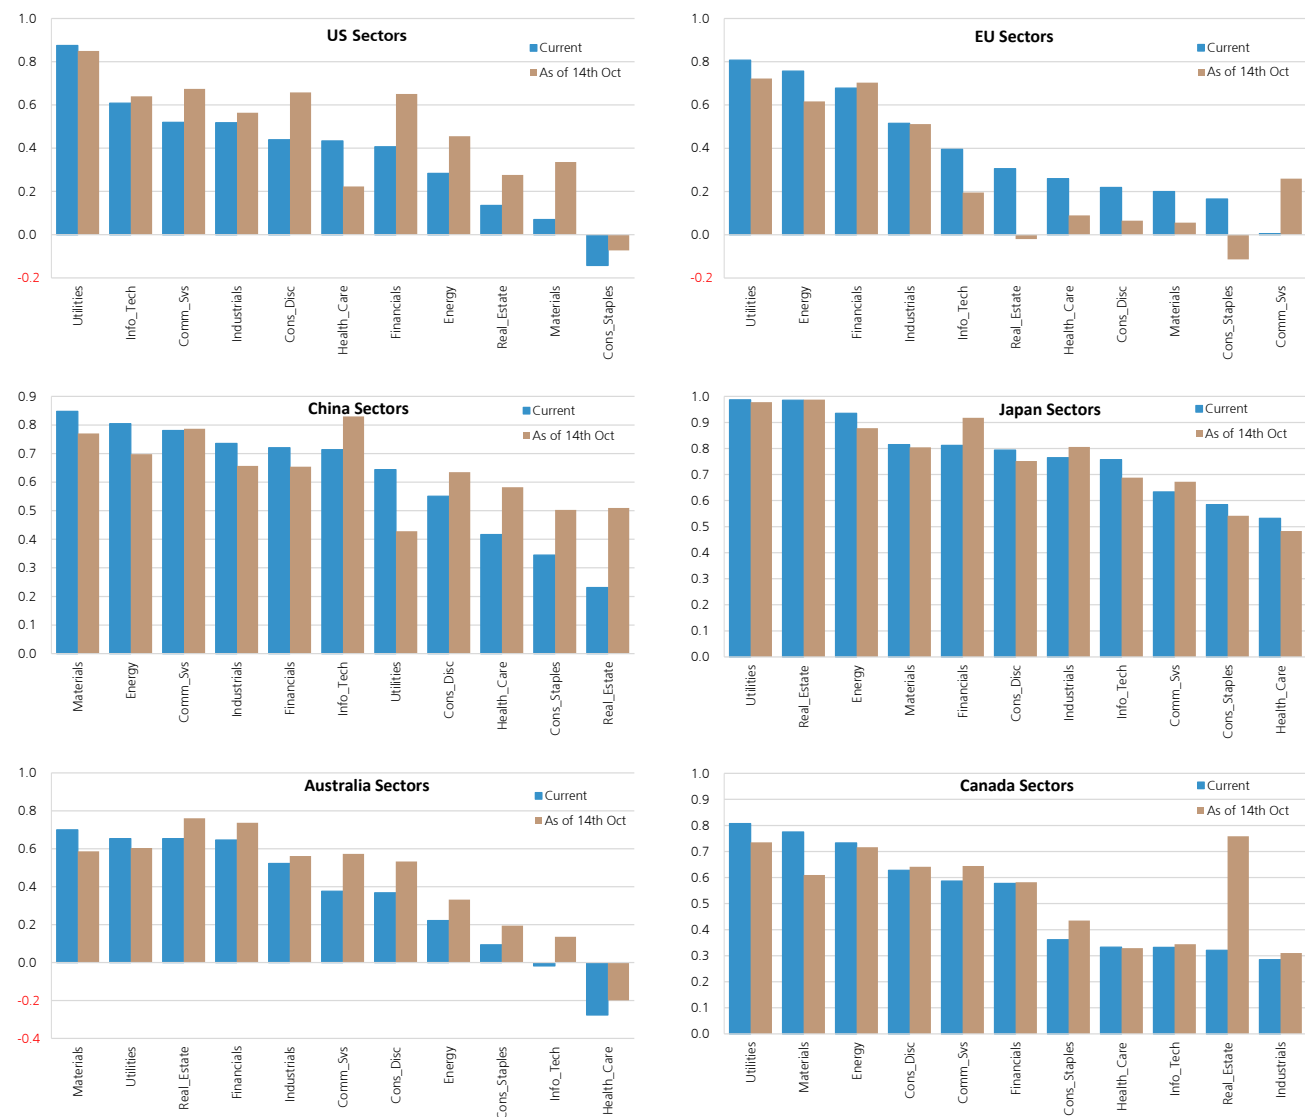 US Sectors
Current
As of 14th Oct
1.0
0.8
0.6
0.4
0.2
0.0
-0.2
Utilities
Info_Tech
Comm_Svs
Industrials
Cons_Disc
Health_Care
Financials
Energy
Real_Estate
Materials
Cons_Staples
EU Sectors
Current
As of 14th Oct
1.0
0.8
0.6
0.4
0.2
0.0
-0.2
Utilities
Energy
Financials
Industrials
Info_Tech
Real_Estate
Health_Care
Cons_Disc
Materials
Cons_Staples
Comm_Svs
China Sectors
Current
As of 14th Oct
0.9
0.8
0.7
0.6
0.5
0.4
0.3
0.2
0.1
0.0
Materials
Energy
Comm_Svs
Industrials
Financials
Info_Tech
Utilities
Cons_Disc
Health_Care
Cons_Staples
Real_Estate
Japan Sectors
Current
As of 14th Oct
1.0
0.9
0.8
0.7
0.6
0.5
0.4
0.3
0.2
0.1
0.0
Utilities
Real_Estate
Energy
Materials
Financials
Cons_Disc
Industrials
Info_Tech
Comm_Svs
Cons_Staples
Health_Care
Australia Sectors
Current
As of 14th Oct
1.0
0.8
0.6
0.4
0.2
0.0
-0.2
-0.4
Materials
Utilities
Real_Estate
Financials
Industrials
Comm_Svs
Cons_Disc
Energy
Cons_Staples
Info_Tech
Health_Care
Canada Sectors
Current
As of 14th Oct
1.0
0.9
0.8
0.7
0.6
0.5
0.4
0.3
0.2
0.1
0.0
Utilities
Materials
Energy
Cons_Disc
Comm_Svs
Financials
Cons_Staples
Health_Care
Info_Tech
Real_Estate
Industrials